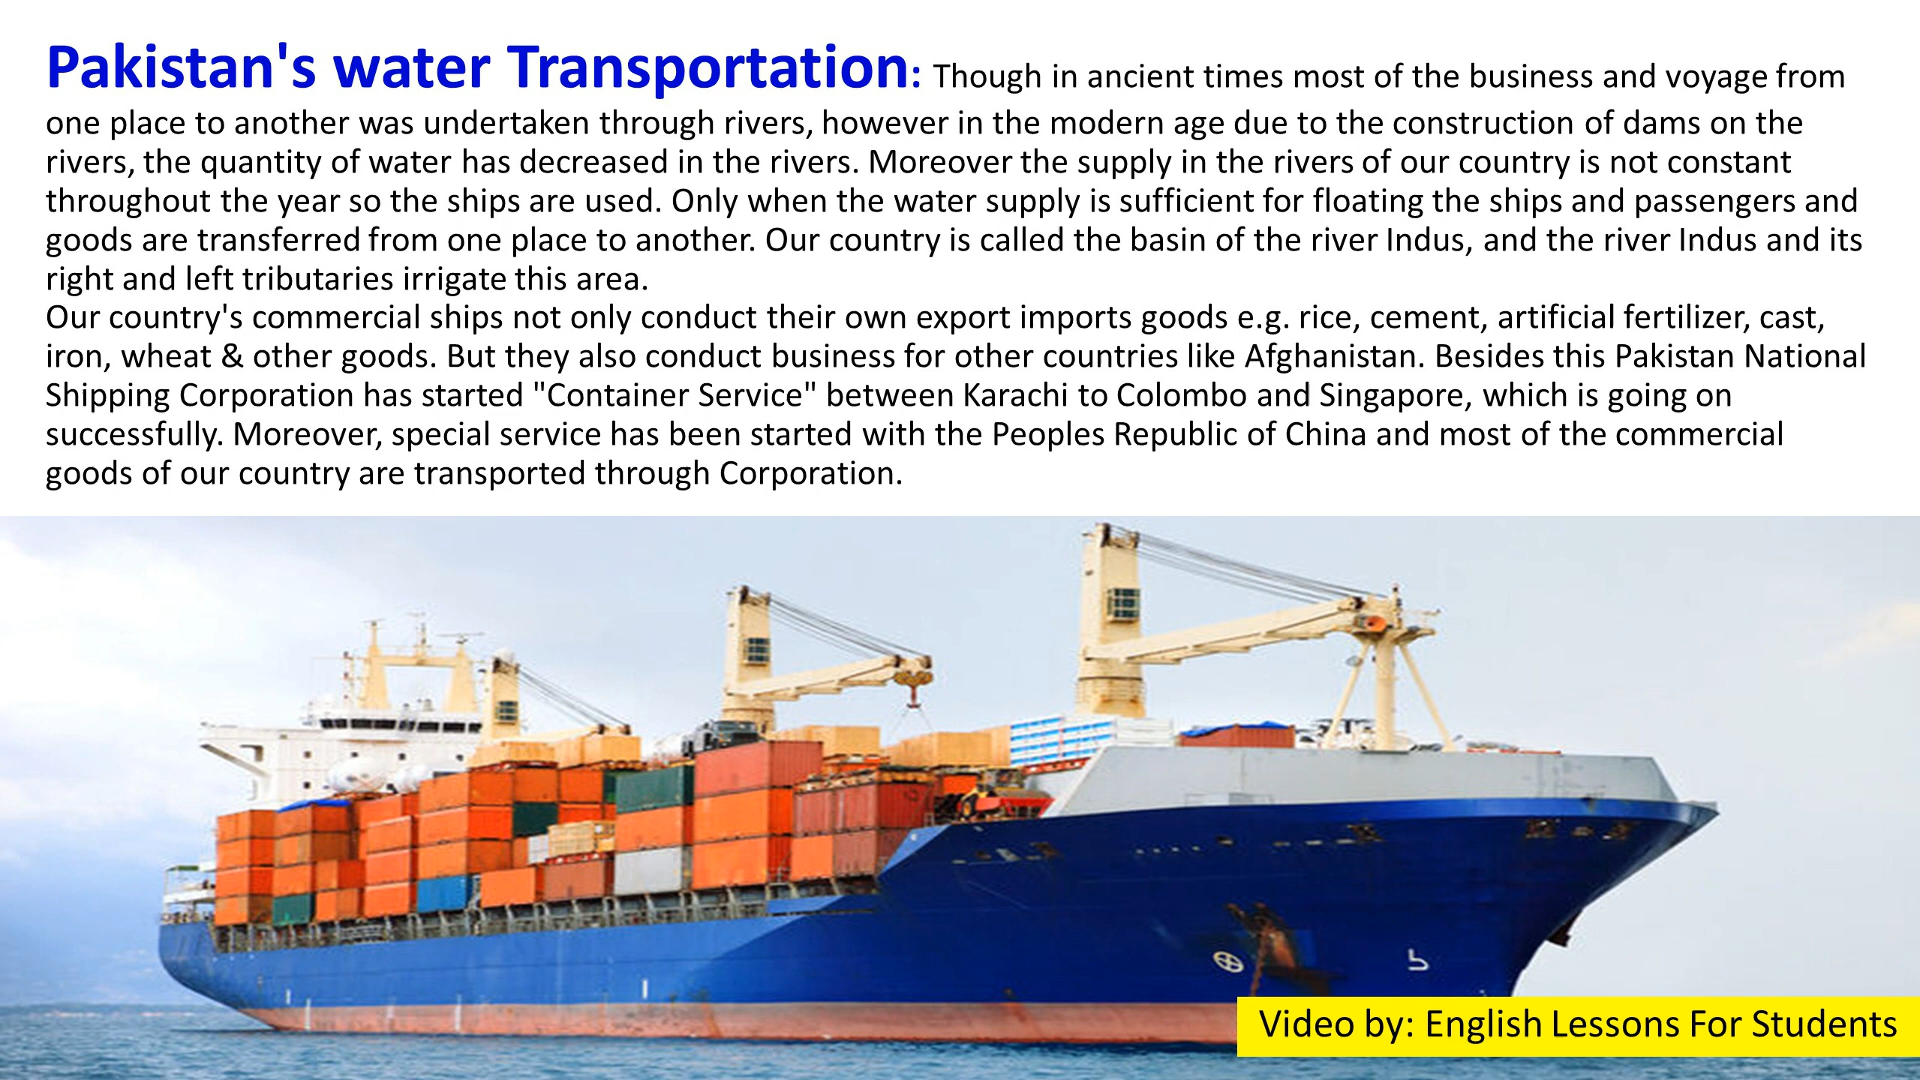 Pakistan's water Transportation: Though in ancient times most of the business and voyage from
one place to another was undertaken through rivers, however in the modern age due to the construction of dams on the
rivers, the quantity of water has decreased in the rivers. Moreover the supply in the rivers of our country is not constant
throughout the year so the ships are used. Only when the water supply is sufficient for floating the ships and passengers and
goods are transferred from one place to another. Our country is called the basin of the river Indus, and the river Indus and its
right and left tributaries irrigate this area.
Our country's commercial ships not only conduct their own export imports goods e.g. rice, cement, artificial fertilizer, cast,
iron, wheat & other goods. But they also conduct business for other countries like Afghanistan. Besides this Pakistan National
Shipping Corporation has started "Container Service" between Karachi to Colombo and Singapore, which is going on
successfully. Moreover, special service has been started with the Peoples Republic of China and most of the commercial
goods of our country are transported through Corporation.
Video by: English Lessons For Students